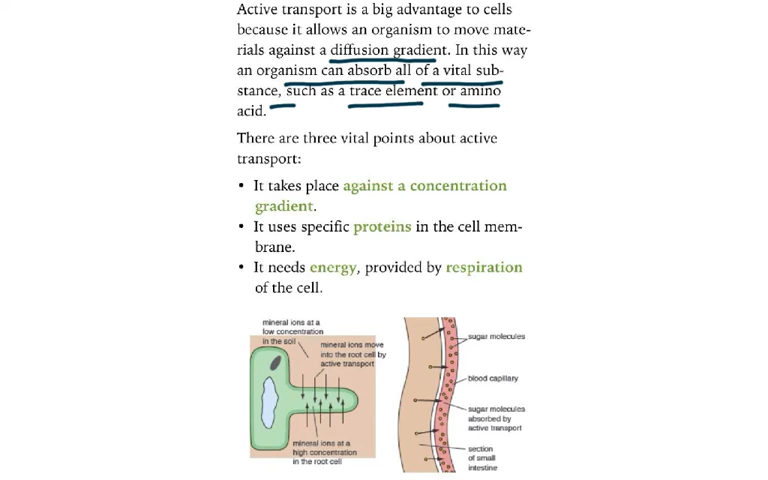 Active transport is a big advantage to cells
because it allows an organism to move mate-
rials against a diffusion gradient. In this way
an organism can absorb all of a vital sub-
stance, such as a trace element or amino
acid.
There are three vital points about active
transport:
• It takes place against a concentration
gradient.
• It uses specific proteins in the cell mem-
brane.
• It needs energy, provided by respiration
of the cell.
mineral ions at a
low concentration
in the soil
mineral ions move
into the root cell by
active transport
mineral ions at a
high concentration
in the root cell
sugar molecules
blood capillary
sugar molecules
absorbed by
active transport
section
of small
intestine